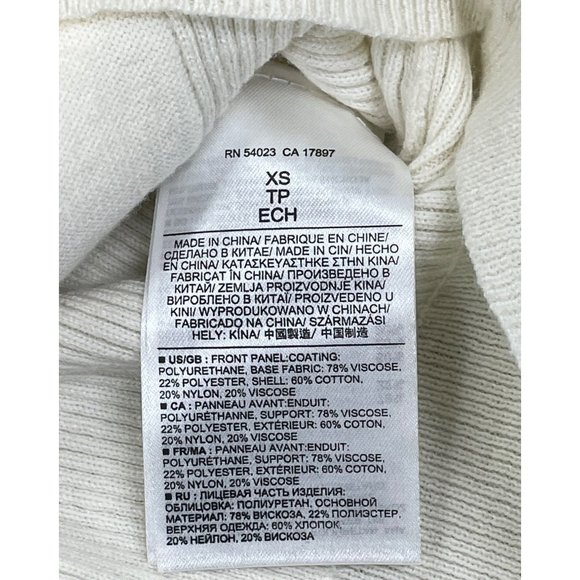 RN 54023 CA 17897
XS
TP
ECH
MADE IN CHINA/ FABRIQUE EN CHINE/
СДЕЛАНО В КИТАЕ/ MADE IN CIN/ HECHO
EN CHINA/ ΚΑΤΑΣΚΕΥΑΣΤΗΚΕ ΣΤΗΝ ΚΙΝΑ/
FABRICAT ÎN CHINA/ ПРОИЗВЕДЕНО В
КИТАЙ/ ZEMLJA PROIZVODNJE KINA/
ВИРОБЛЕНО В КИТАЇ/ PROIZVEDENO U
KINI/ VERVAARDIGD WORDEN IN CHINA/
FABRICADO NA CHINA/ SZÁRMAZÁSI
HELY: KÍNA/ 中國製造 / 中国制造
■ US/GB : FRONT PANEL:COATING:
POLYURETHANE, BASE FABRIC: 78% VISCOSE,
22% POLYESTER, SHELL: 60% COTTON,
20% NYLON, 20% VISCOSE
■ CA : PANNEAU AVANT:ENDUIT:
POLYURÉTHANNE, SUPPORT: 78% VISCOSE,
22% POLYESTER, EXTÉRIEUR: 60% COTON,
20% NYLON, 20% VISCOSE
■ FR/MA : PANNEAU AVANT:ENDUIT:
POLYURÉTHANE, SUPPORT: 78% VISCOSE,
22% POLYESTER, EXTÉRIEUR: 60% COTON,
20% NYLON, 20% VISCOSE
■ RU : ЛИЦЕВАЯ ЧАСТЬ ИЗДЕЛИЯ:
ОБЛИЦОВКА: ПОЛИУРЕТАН, ОСНОВНОЙ
МАТЕРИАЛ: 78% ВИСКОЗА, 22% ПОЛИЭСТЕР,
ВЕРХНЯЯ ОДЕЖДА: 60% ХЛОПОК,
20% НЕЙЛОН, 20% ВИСКОЗА